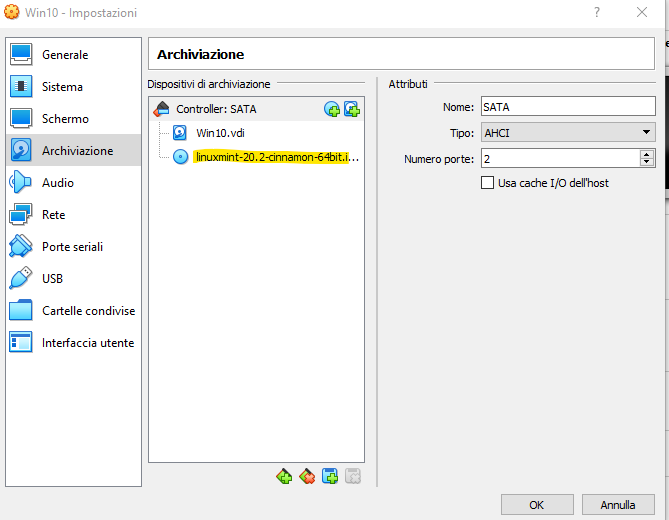 Win10 - Impostazioni
?
Generale
Sistema
Schermo
Archiviazione
Audio
Rete
Porte seriali
USB
Cartelle condivise
Interfaccia utente
Archiviazione
Dispositivi di archiviazione
Controller: SATA
Win10.vdi
linuxmint-20.2-cinnamon-64bit.i...
Attributi
Nome: SATA
Tipo: AHCI
Numero porte: 2
Usa cache I/O dell'host
OK
Annulla